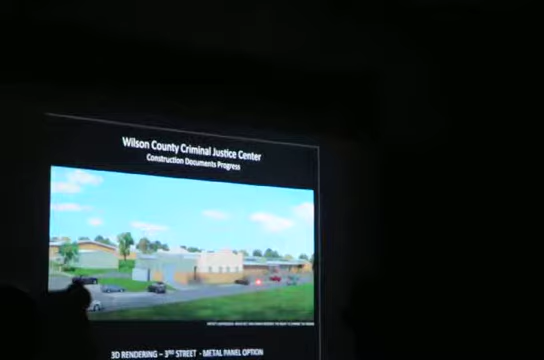 Wilson County Criminal Justice Center
Construction Documents Progress
3D RENDERING – 3RD STREET - METAL PANEL OPTION